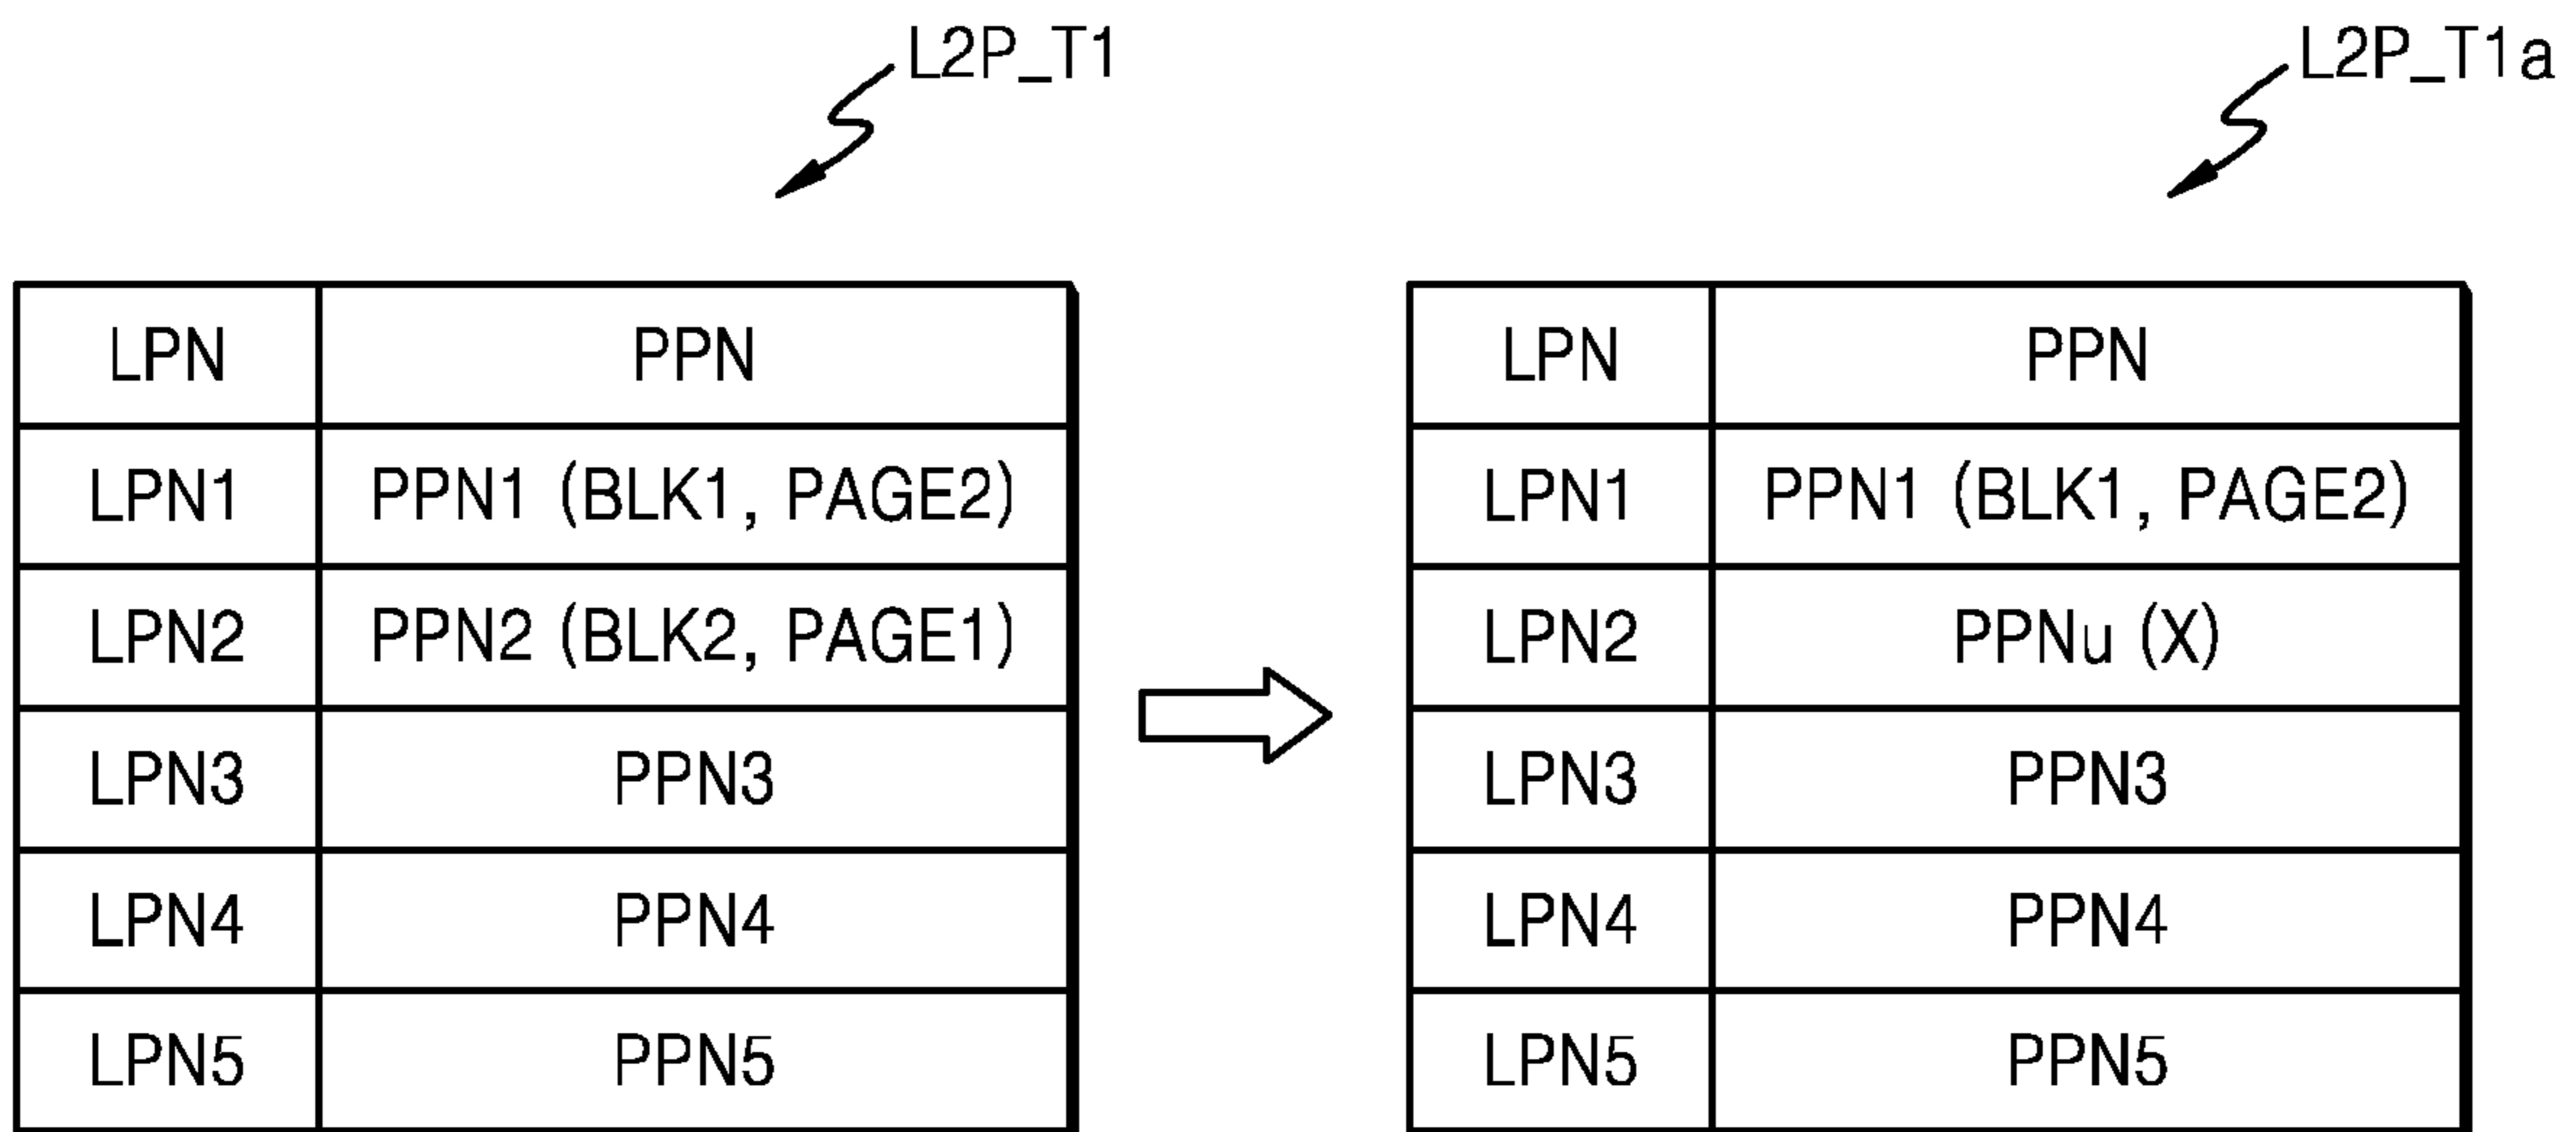 L2P_T1
LPN PPN
LPN1 PPN1 (BLK1, PAGE2)
LPN2 PPN2 (BLK2, PAGE1)
LPN3 PPN3
LPN4 PPN4
LPN5 PPN5
L2P_T1a
LPN PPN
LPN1 PPN1 (BLK1, PAGE2)
LPN2 PPNu (X)
LPN3 PPN3
LPN4 PPN4
LPN5 PPN5